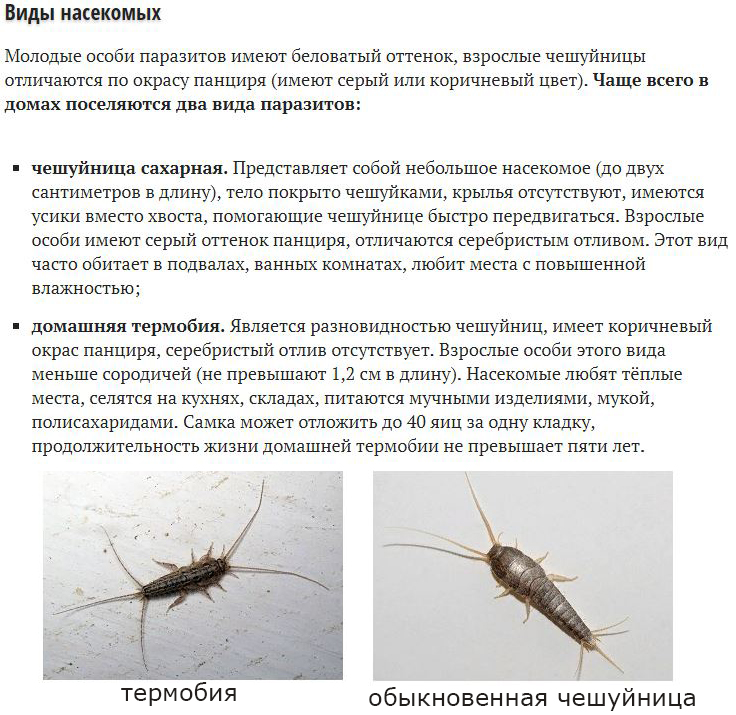 Виды насекомых
Молодые особи паразитов имеют беловатый оттенок, взрослые чешуйницы
отличаются по окрасу панциря (имеют серый или коричневый цвет). Чаще всего в
домах поселяются два вида паразитов:
▪ чешуйница сахарная. Представляет собой небольшое насекомое (до двух
сантиметров в длину), тело покрыто чешуйками, крылья отсутствуют, имеются
усики вместо хвоста, помогающие чешуйнице быстро передвигаться. Взрослые
особи имеют серый оттенок панциря, отличаются серебристым отливом. Этот вид
часто обитает в подвалах, ванных комнатах, любит места с повышенной
влажностью;
▪ домашняя термобия. Является разновидностью чешуйниц, имеет коричневый
окрас панциря, серебристый отлив отсутствует. Взрослые особи этого вида
меньше сородичей (не превышают 1,2 см в длину). Насекомые любят тёплые
места, селятся на кухнях, складах, питаются мучными изделиями, мукой,
полисахаридами. Самка может отложить до 40 яиц за одну кладку,
продолжительность жизни домашней термобии не превышает пяти лет.
термобия
обыкновенная чешуйница